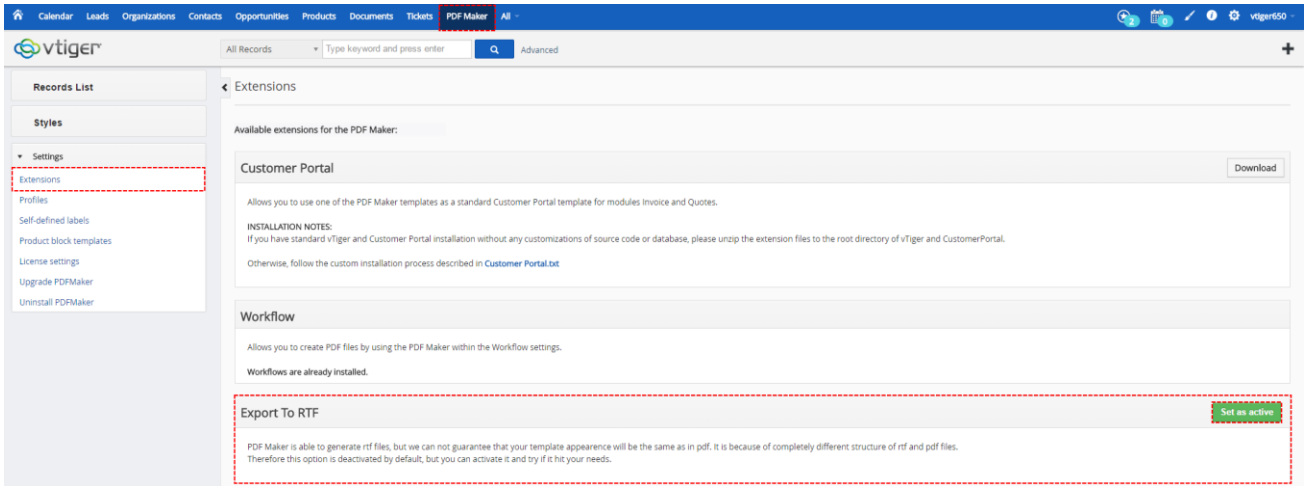 Calendar Leads Organizations Contacts Opportunities Products Documents Tickets PDF Maker All 2 0 vtiger650
vtiger All Records Type keyword and press enter Advanced
Records List
Styles
Settings
Extensions
Profiles
Self-defined labels
Product block templates
License settings
Upgrade PDFMaker
Uninstall PDFMaker
Extensions
Available extensions for the PDF Maker:
Customer Portal Download
Allows you to use one of the PDF Maker templates as a standard Customer Portal template for modules Invoice and Quotes.
INSTALLATION NOTES:
If you have standard vTiger and Customer Portal installation without any customizations of source code or database, please unzip the extension files to the root directory of vTiger and CustomerPortal.
Otherwise, follow the custom installation process described in Customer Portal.txt
Workflow
Allows you to create PDF files by using the PDF Maker within the Workflow settings.
Workflows are already installed.
Export To RTF Set as active
PDF Maker is able to generate rtf files, but we can not guarantee that your template appearence will be the same as in pdf. It is because of completely different structure of rtf and pdf files.
Therefore this option is deactivated by default, but you can activate it and try if it hit your needs.